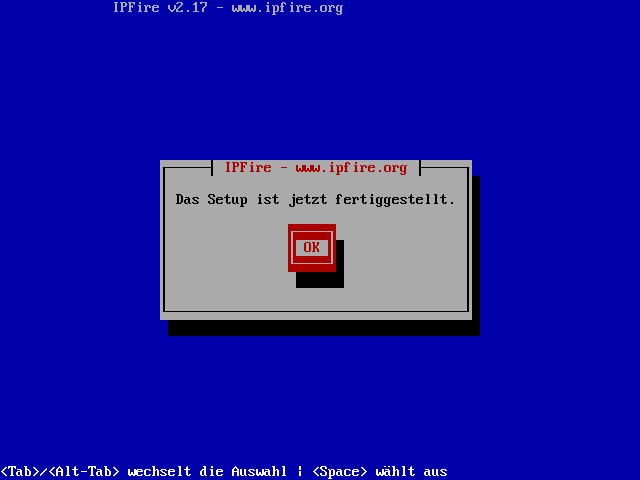 IPFire v2.17 - www.ipfire.org
IPFire - www.ipfire.org
Das Setup ist jetzt fertiggestellt.
OK
<Tab>/<Alt-Tab> wechselt die Auswahl | <Space> wählt aus